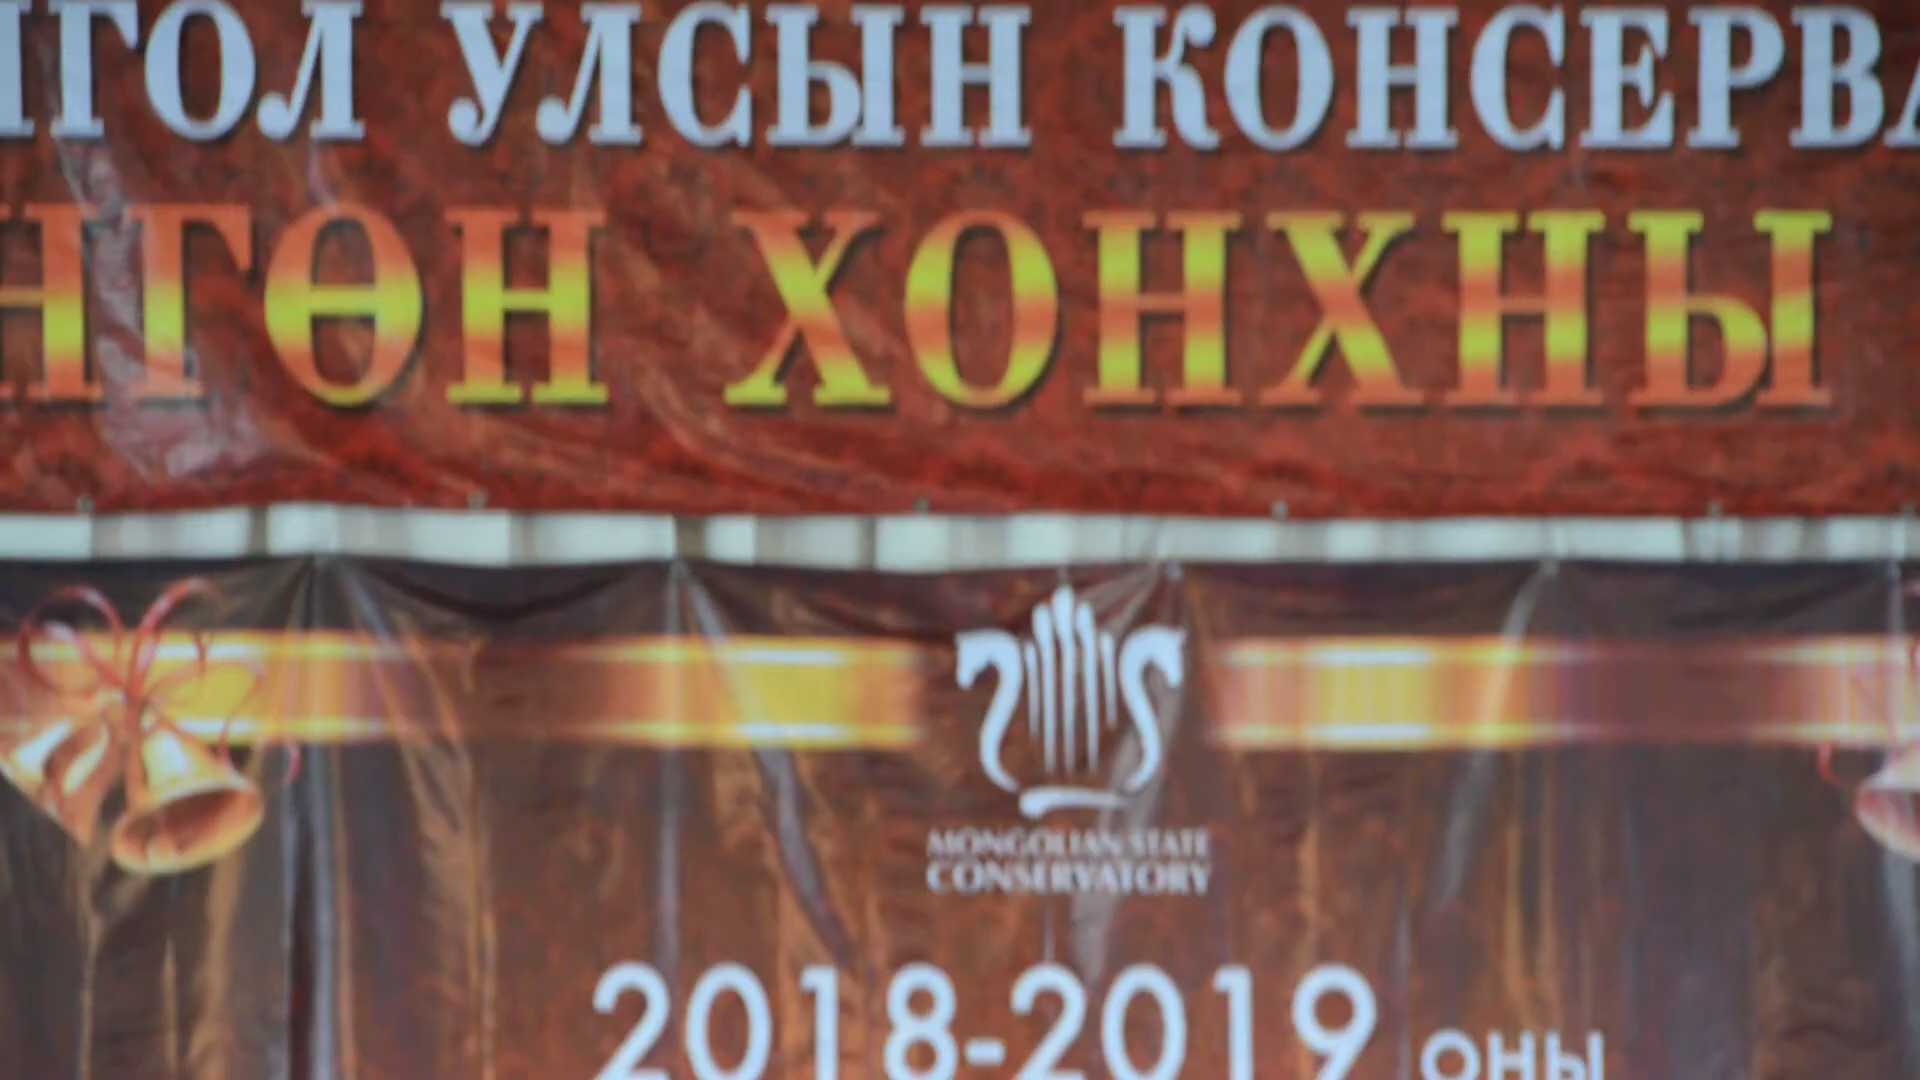 НГОЛ УЛСЫН КОНСЕРВА
НГӨН ХОНХНЫ
MONGOLIAN STATE
CONSERVATORY
2018-2019 ОНЫ